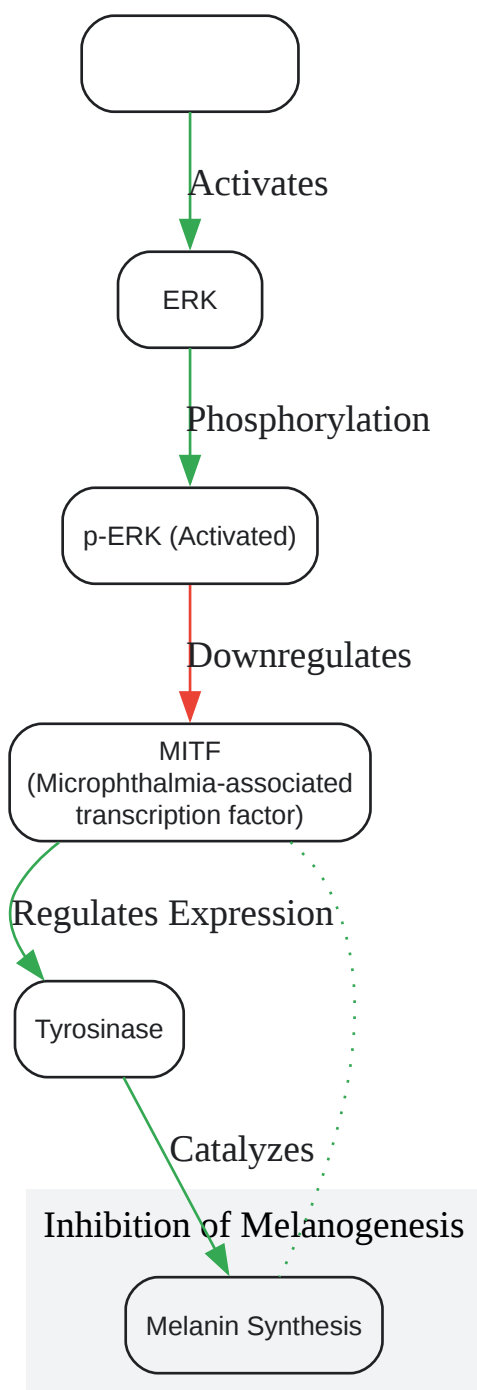 Activates
ERK
Phosphorylation
p-ERK (Activated)
Downregulates
MITF
(Microphthalmia-associated
transcription factor)
Regulates Expression
Tyrosinase
Catalyzes
Inhibition of Melanogenesis
Melanin Synthesis